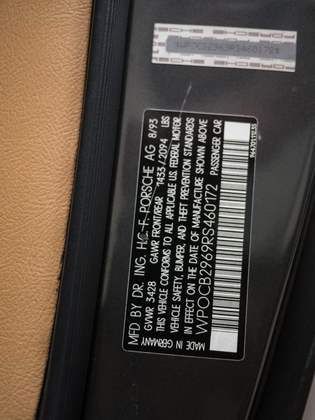 *WP0CB2969RS460172*
MFD BY DR. ING. H.C. F. PORSCHE AG 8/93
GVWR 3428 GAWR FRONT/REAR 1433/2094 LBS
THIS VEHICLE CONFORMS TO ALL APPLICABLE U.S. FEDERAL MOTOR
VEHICLE SAFETY, BUMPER, AND THEFT PREVENTION STANDARDS
IN EFFECT ON THE DATE OF MANUFACTURE SHOWN ABOVE
WP0CB2969RS460172 PASSENGER CAR
MADE IN GERMANY